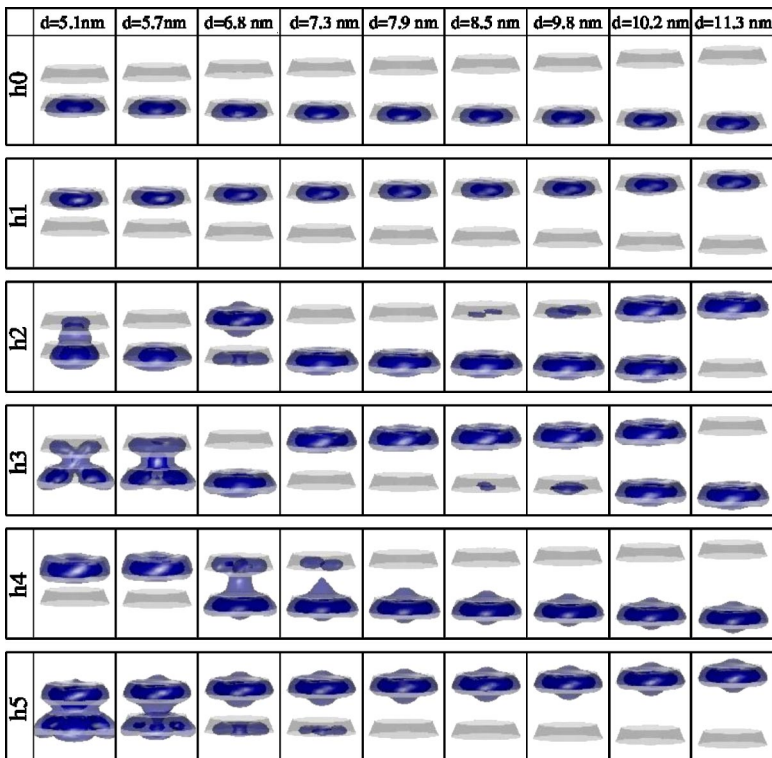 d=5.1nm d=5.7nm d=6.8 nm d=7.3 nm d=7.9 nm d=8.5 nm d=9.8 nm d=10.2 nm d=11.3 nm
h0
h1
h2
h3
h4
h5